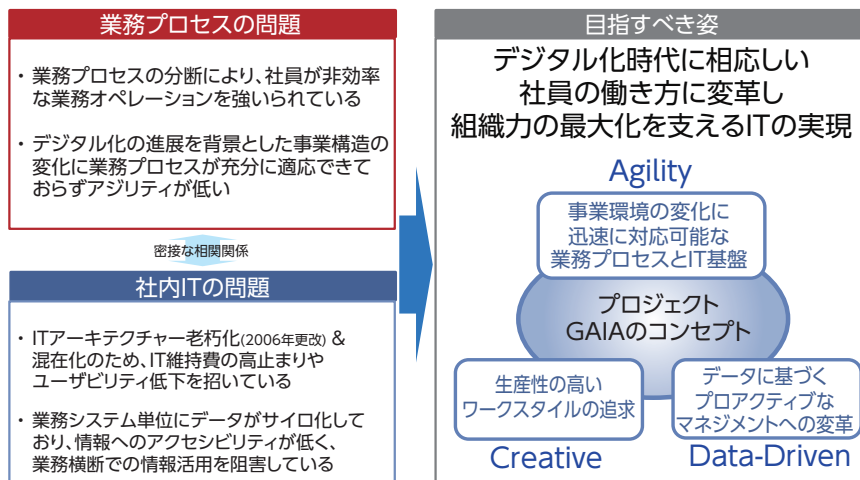 業務プロセスの問題
・ 業務プロセスの分断により、社員が非効率
な業務オペレーションを強いられている
・ デジタル化の進展を背景とした事業構造の
変化に業務プロセスが充分に適応できて
おらずアジリティが低い
密接な相関関係
社内ITの問題
・ ITアーキテクチャー老朽化(2006年更改) &
混在化のため、IT維持費の高止まりや
ユーザビリティ低下を招いている
・ 業務システム単位にデータがサイロ化して
おり、情報へのアクセシビリティが低く、
業務横断での情報活用を阻害している
目指すべき姿
デジタル化時代に相応しい
社員の働き方に変革し
組織力の最大化を支えるITの実現
Agility
事業環境の変化に
迅速に対応可能な
業務プロセスとIT基盤
プロジェクト
GAIAのコンセプト
生産性の高い
ワークスタイルの追求
Creative
データに基づく
プロアクティブな
マネジメントへの変革
Data-Driven